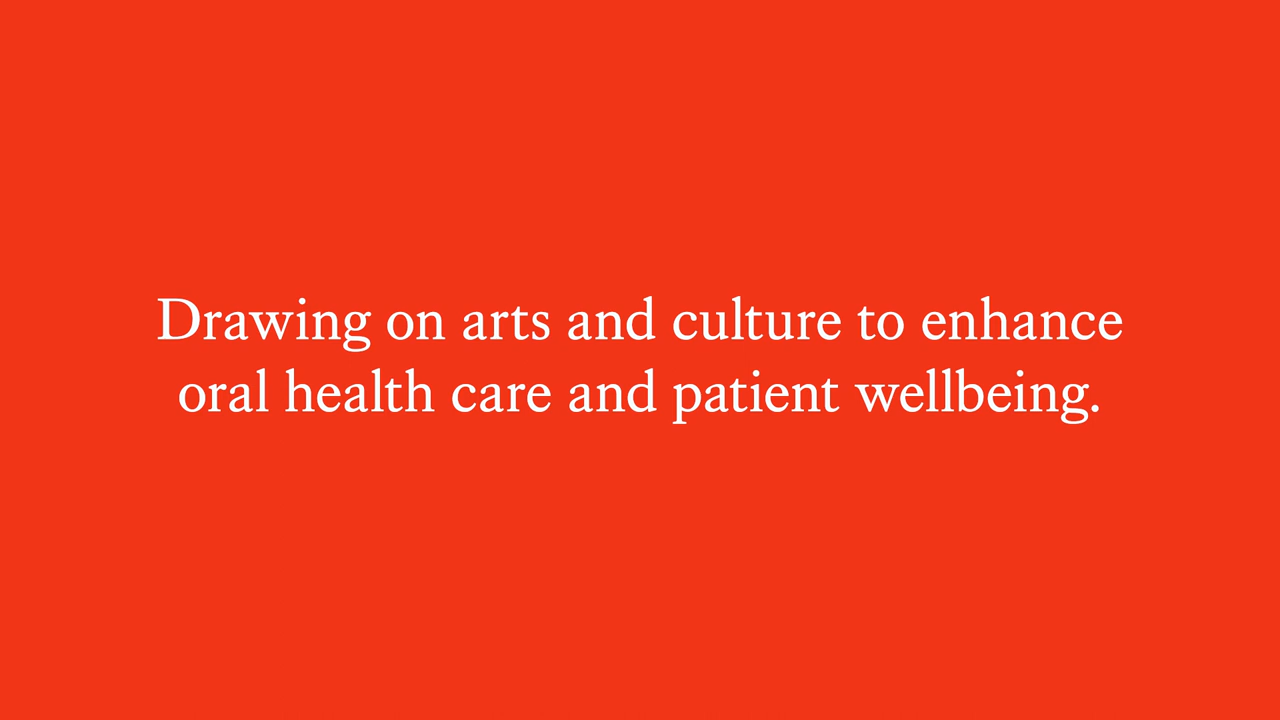 Drawing on arts and culture to enhance
oral health care and patient wellbeing.